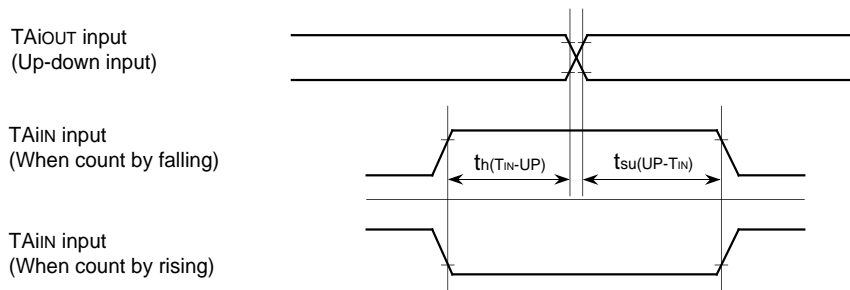 TAiOUT input
(Up-down input)
TAiIN input
(When count by falling)
th(TIN-UP)
tsu(UP-TIN)
TAiIN input
(When count by rising)